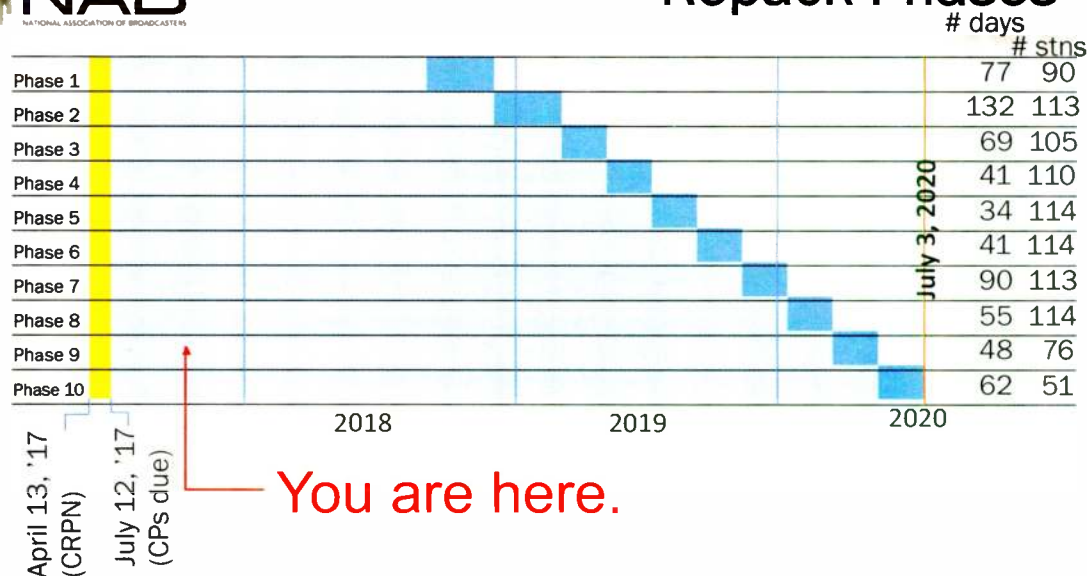 NAB
NATIONAL ASSOCIATION OF BROADCASTERS
Repack Phases
# days
# stns
Phase 1 77 90
Phase 2 132 113
Phase 3 69 105
Phase 4 41 110
Phase 5 34 114
Phase 6 41 114
Phase 7 90 113
Phase 8 55 114
Phase 9 48 76
Phase 10 62 51
July 3, 2020
2018 2019 2020
April 13, '17
(CRPN)
July 12, '17
(CPs due)
You are here.